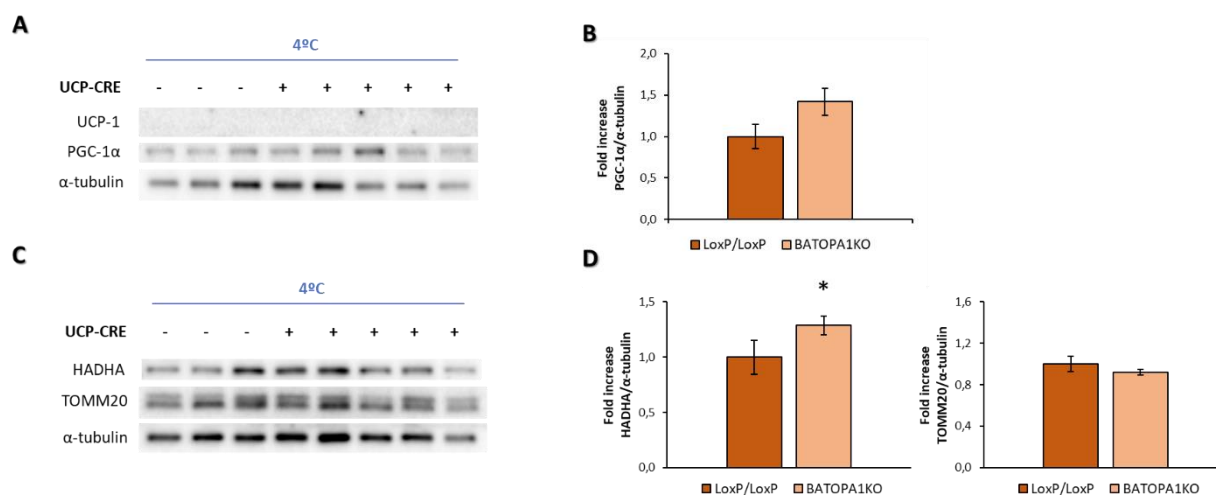 A
4ºC
UCP-CRE - - - + + + + +
UCP-1
PGC-1α
α-tubulin
B
Fold increase
PGC-1α/α-tubulin
2,0
1,5
1,0
0,5
0,0
LoxP/LoxP BATOPA1KO
C
4ºC
UCP-CRE - - - + + + + +
HADHA
TOMM20
α-tubulin
D
Fold increase
HADHA/α-tubulin
1,5
1,0
0,5
0,0
*
LoxP/LoxP BATOPA1KO
Fold increase
TOMM20/α-tubulin
1,6
1,2
0,8
0,4
0,0
LoxP/LoxP BATOPA1KO